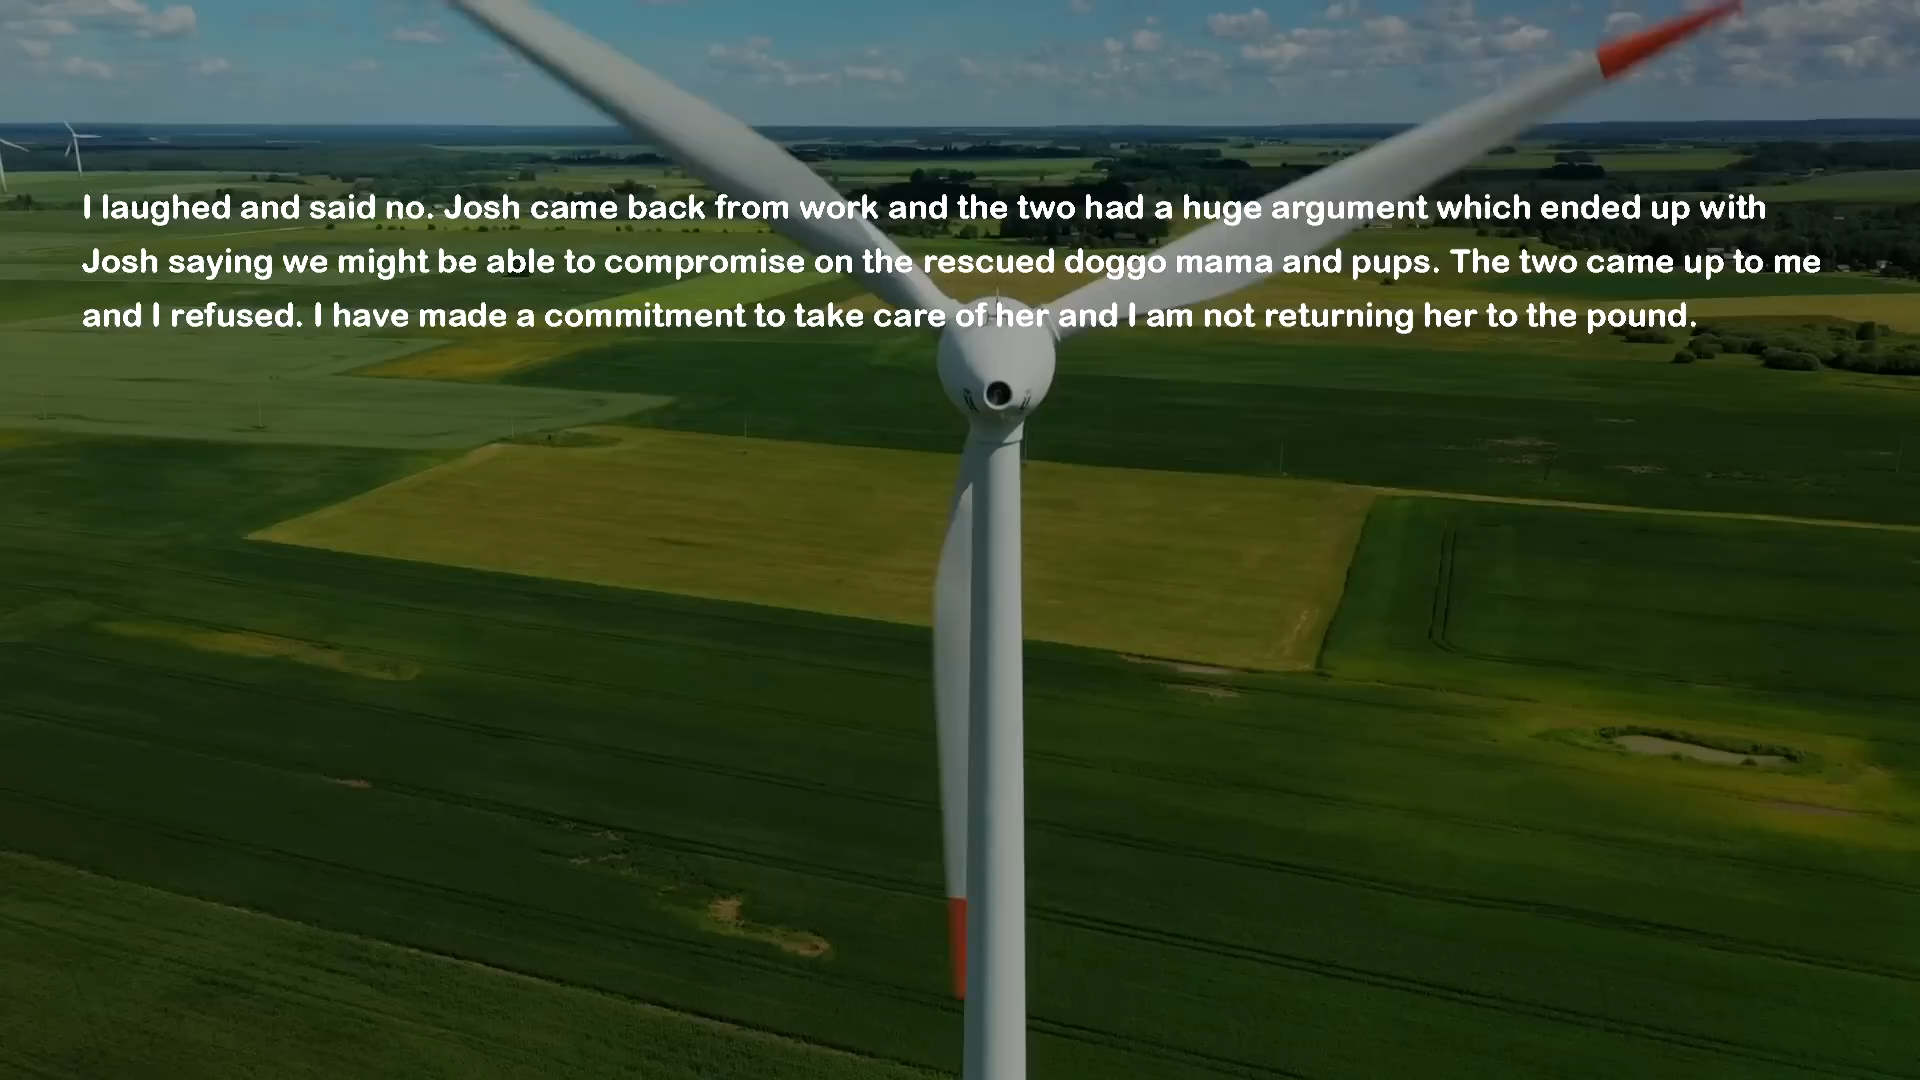 I laughed and said no. Josh came back from work and the two had a huge argument which ended up with
Josh saying we might be able to compromise on the rescued doggo mama and pups. The two came up to me
and I refused. I have made a commitment to take care of her and I am not returning her to the pound.